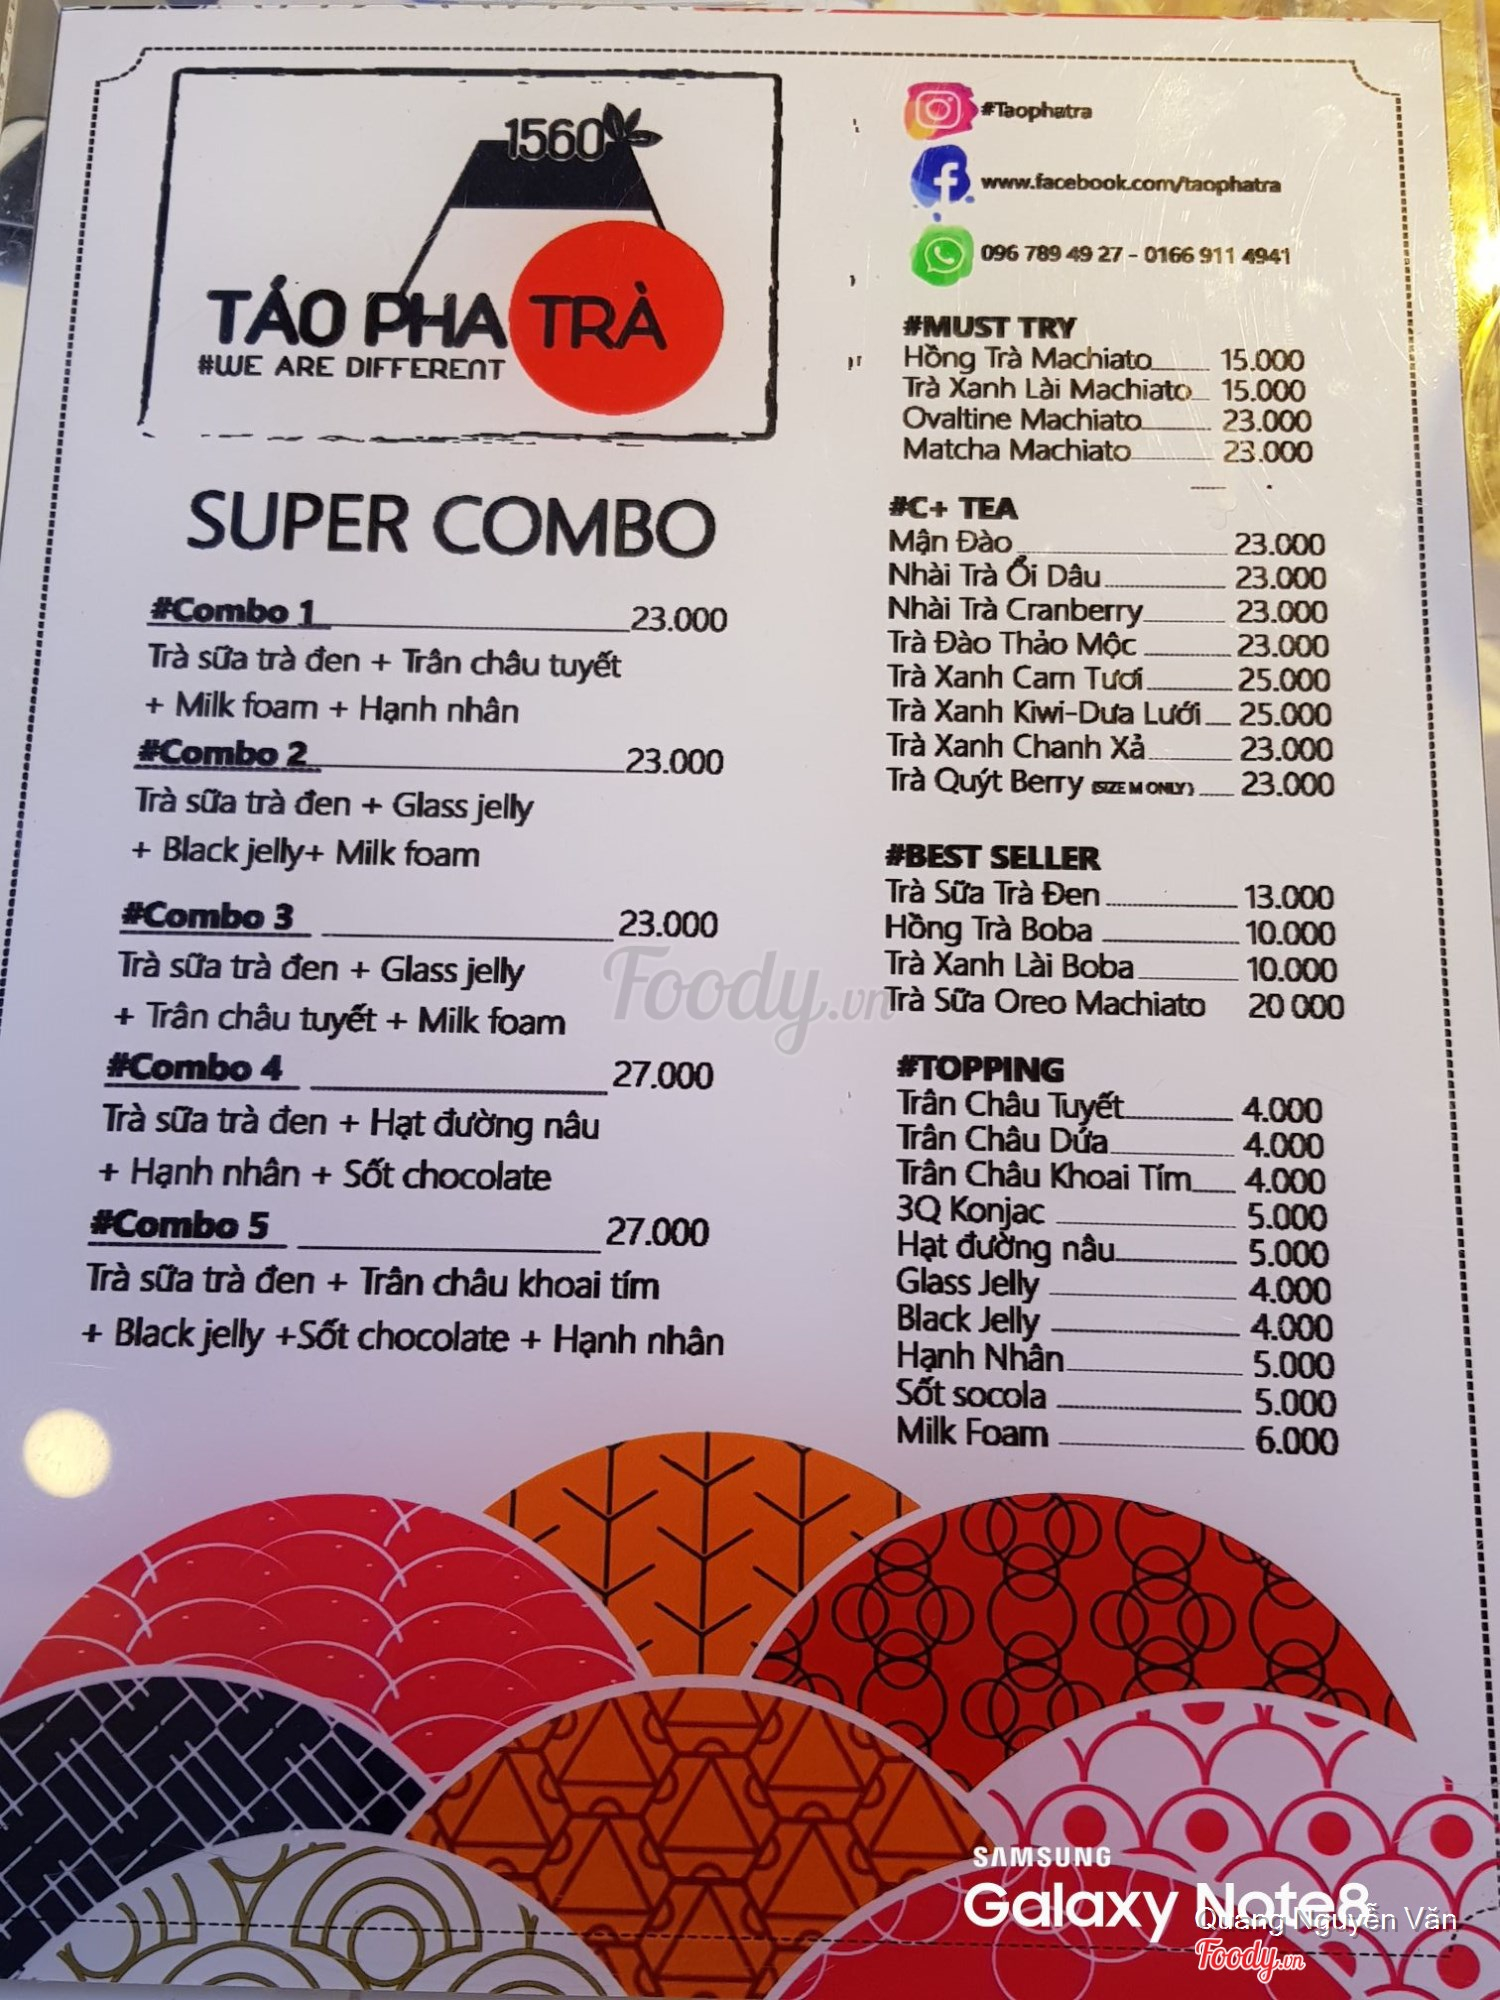 1560
TÁO PHA TRÀ
#WE ARE DIFFERENT
SUPER COMBO
#Combo 1 23.000
Trà sữa trà đen + Trân châu tuyết
+ Milk foam + Hạnh nhân
#Combo 2 23.000
Trà sữa trà đen + Glass jelly
+ Black jelly+ Milk foam
#Combo 3 23.000
Trà sữa trà đen + Glass jelly
+ Trân châu tuyết + Milk foam
#Combo 4 27.000
Trà sữa trà đen + Hạt đường nâu
+ Hạnh nhân + Sốt chocolate
#Combo 5 27.000
Trà sữa trà đen + Trân châu khoai tím
+ Black jelly +Sốt chocolate + Hạnh nhân
#Taophatra
www.facebook.com/taophatra
096 789 49 27 - 0166 911 4941
#MUST TRY
Hồng Trà Machiato 15.000
Trà Xanh Lài Machiato 15.000
Ovaltine Machiato 23.000
Matcha Machiato 23.000
#C+ TEA
Mận Đào 23.000
Nhài Trà Ổi Dâu 23.000
Nhài Trà Cranberry 23.000
Trà Đào Thảo Mộc 23.000
Trà Xanh Cam Tươi 25.000
Trà Xanh Kiwi-Dưa Lưới 25.000
Trà Xanh Chanh Xả 23.000
Trà Quýt Berry (SIZE M ONLY) 23.000
#BEST SELLER
Trà Sữa Trà Đen 13.000
Hồng Trà Boba 10.000
Trà Xanh Lài Boba 10.000
Trà Sữa Oreo Machiato 20 000
#TOPPING
Trân Châu Tuyết 4.000
Trân Châu Dứa 4.000
Trân Châu Khoai Tím 4.000
3Q Konjac 5.000
Hạt đường nâu 5.000
Glass Jelly 4.000
Black Jelly 4.000
Hạnh Nhân 5.000
Sốt socola 5.000
Milk Foam 6.000
Foody.vn
SAMSUNG
Galaxy Note8
Quang Nguyễn Văn
Foody.vn